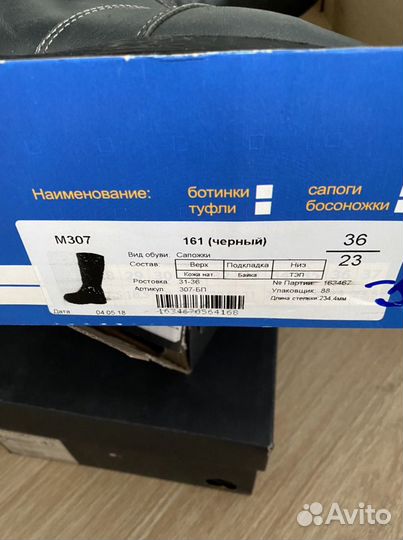 Наименование:
ботинки
сапоги
туфли
босоножки
М307
161 (черный)
36
23
Вид обуви: Сапожки
Состав:
Верх
Подкладка
Низ
Кожа нат.
Байка
ТЭП
Ростовка: 31-36
№ Партии: 163467
Артикул: 307-БП
Упаковщик: 88
Длина стельки: 234.4мм
Дата
04.05.18
1634670564168
Avito